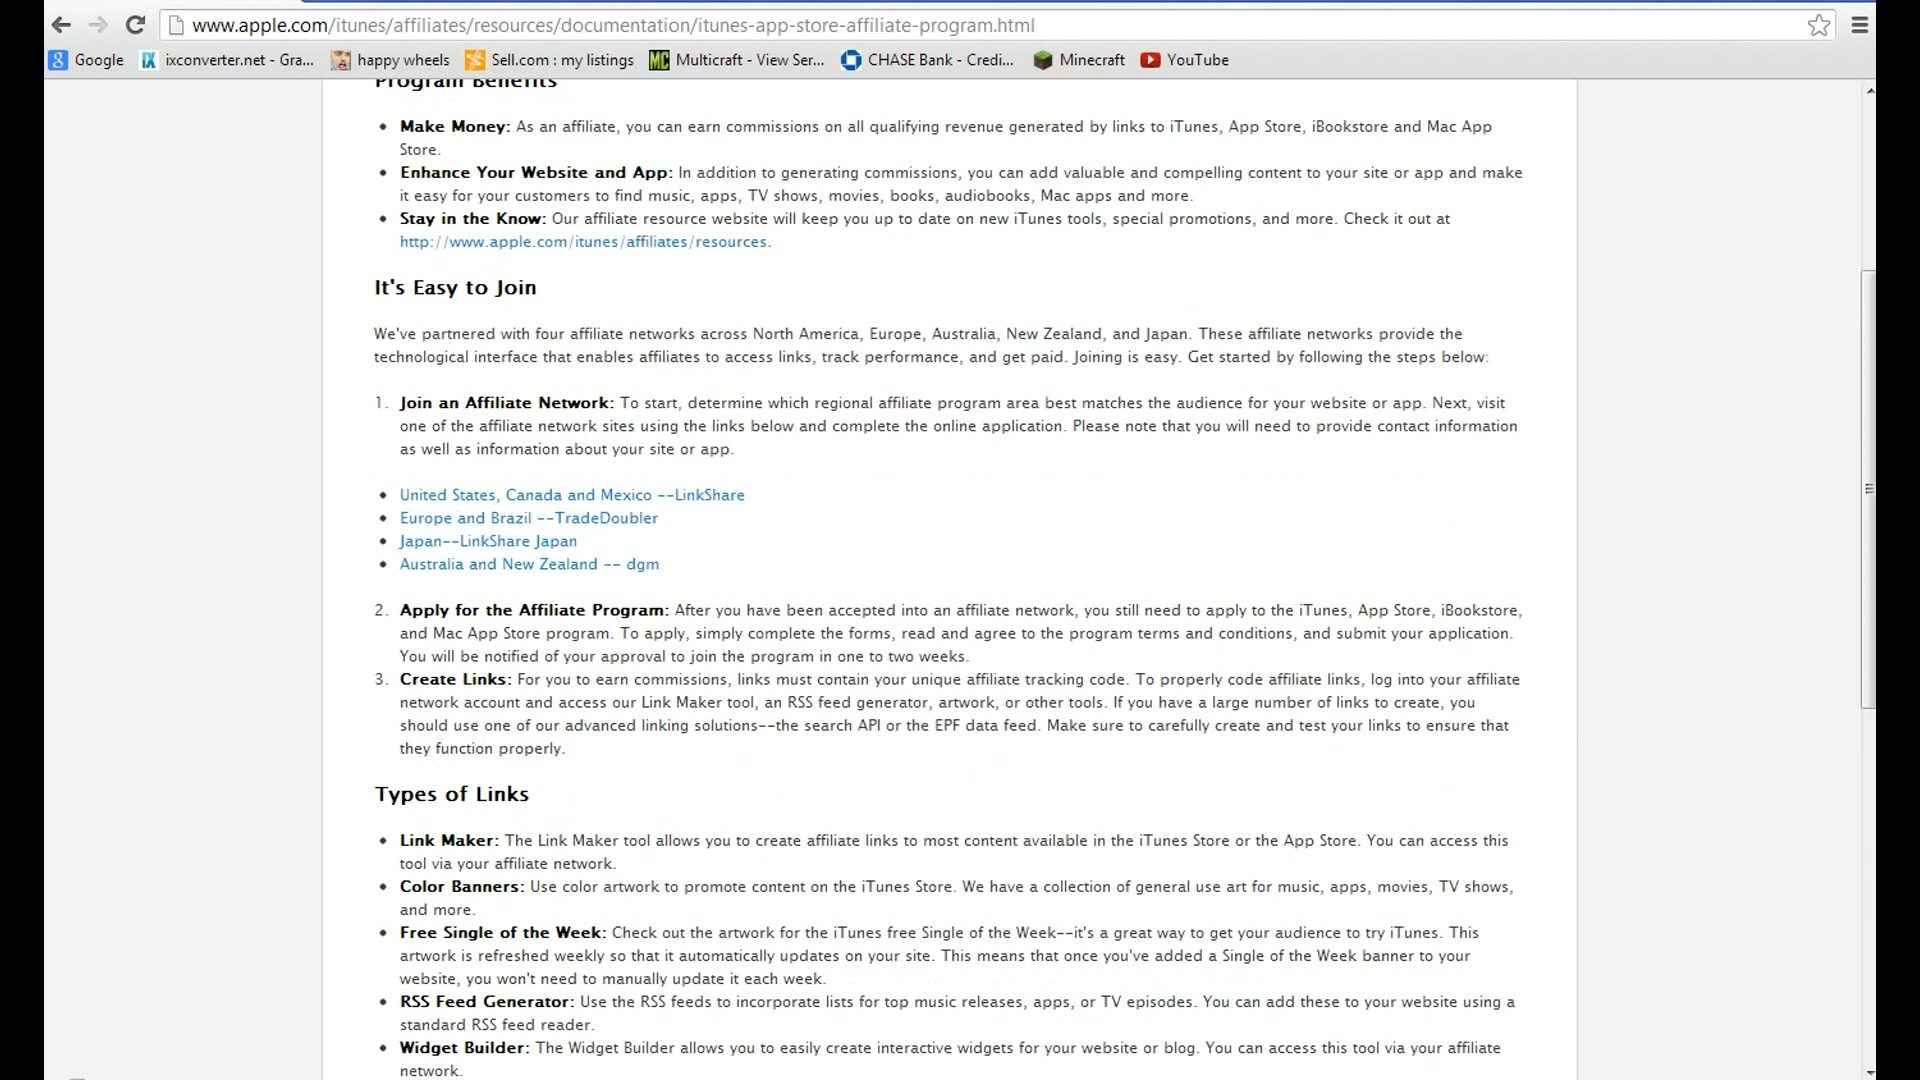 www.apple.com/itunes/affiliates/resources/documentation/itunes-app-store-affiliate-program.html
Google ixconverter.net - Gra... happy wheels Sell.com : my listings Multicraft - View Ser... CHASE Bank - Credi... Minecraft YouTube
Program Benefits
• Make Money: As an affiliate, you can earn commissions on all qualifying revenue generated by links to iTunes, App Store, iBookstore and Mac App
Store.
• Enhance Your Website and App: In addition to generating commissions, you can add valuable and compelling content to your site or app and make
it easy for your customers to find music, apps, TV shows, movies, books, audiobooks, Mac apps and more.
• Stay in the Know: Our affiliate resource website will keep you up to date on new iTunes tools, special promotions, and more. Check it out at
http://www.apple.com/itunes/affiliates/resources.
It's Easy to Join
We've partnered with four affiliate networks across North America, Europe, Australia, New Zealand, and Japan. These affiliate networks provide the
technological interface that enables affiliates to access links, track performance, and get paid. Joining is easy. Get started by following the steps below:
1. Join an Affiliate Network: To start, determine which regional affiliate program area best matches the audience for your website or app. Next, visit
one of the affiliate network sites using the links below and complete the online application. Please note that you will need to provide contact information
as well as information about your site or app.
• United States, Canada and Mexico --LinkShare
• Europe and Brazil --TradeDoubler
• Japan--LinkShare Japan
• Australia and New Zealand -- dgm
2. Apply for the Affiliate Program: After you have been accepted into an affiliate network, you still need to apply to the iTunes, App Store, iBookstore,
and Mac App Store program. To apply, simply complete the forms, read and agree to the program terms and conditions, and submit your application.
You will be notified of your approval to join the program in one to two weeks.
3. Create Links: For you to earn commissions, links must contain your unique affiliate tracking code. To properly code affiliate links, log into your affiliate
network account and access our Link Maker tool, an RSS feed generator, artwork, or other tools. If you have a large number of links to create, you
should use one of our advanced linking solutions--the search API or the EPF data feed. Make sure to carefully create and test your links to ensure that
they function properly.
Types of Links
• Link Maker: The Link Maker tool allows you to create affiliate links to most content available in the iTunes Store or the App Store. You can access this
tool via your affiliate network.
• Color Banners: Use color artwork to promote content on the iTunes Store. We have a collection of general use art for music, apps, movies, TV shows,
and more.
• Free Single of the Week: Check out the artwork for the iTunes free Single of the Week--it's a great way to get your audience to try iTunes. This
artwork is refreshed weekly so that it automatically updates on your site. This means that once you've added a Single of the Week banner to your
website, you won't need to manually update it each week.
• RSS Feed Generator: Use the RSS feeds to incorporate lists for top music releases, apps, or TV episodes. You can add these to your website using a
standard RSS feed reader.
• Widget Builder: The Widget Builder allows you to easily create interactive widgets for your website or blog. You can access this tool via your affiliate
network.